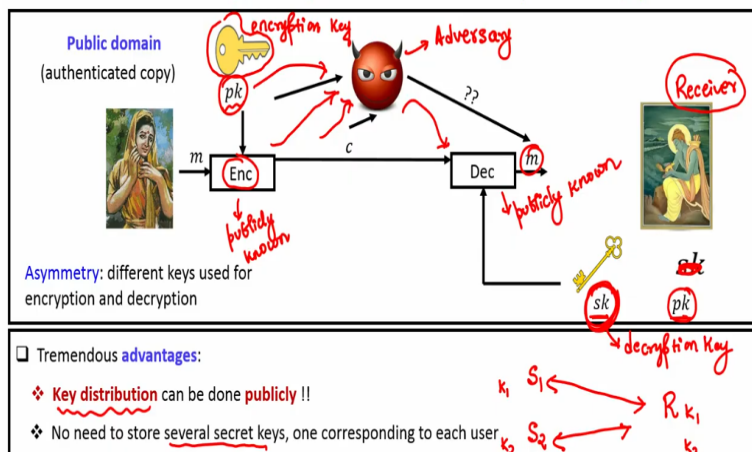 encryption key
Public domain
(authenticated copy)
pk
Adversary
??
Receiver
m
Enc
c
Dec
m
publicly known
publicly known
Asymmetry: different keys used for
encryption and decryption
sk
sk
pk
decryption key
❑ Tremendous advantages:
❖ Key distribution can be done publicly !!
❖ No need to store several secret keys, one corresponding to each user
k₁ S₁
R k₁
k₂ S₂
k₂